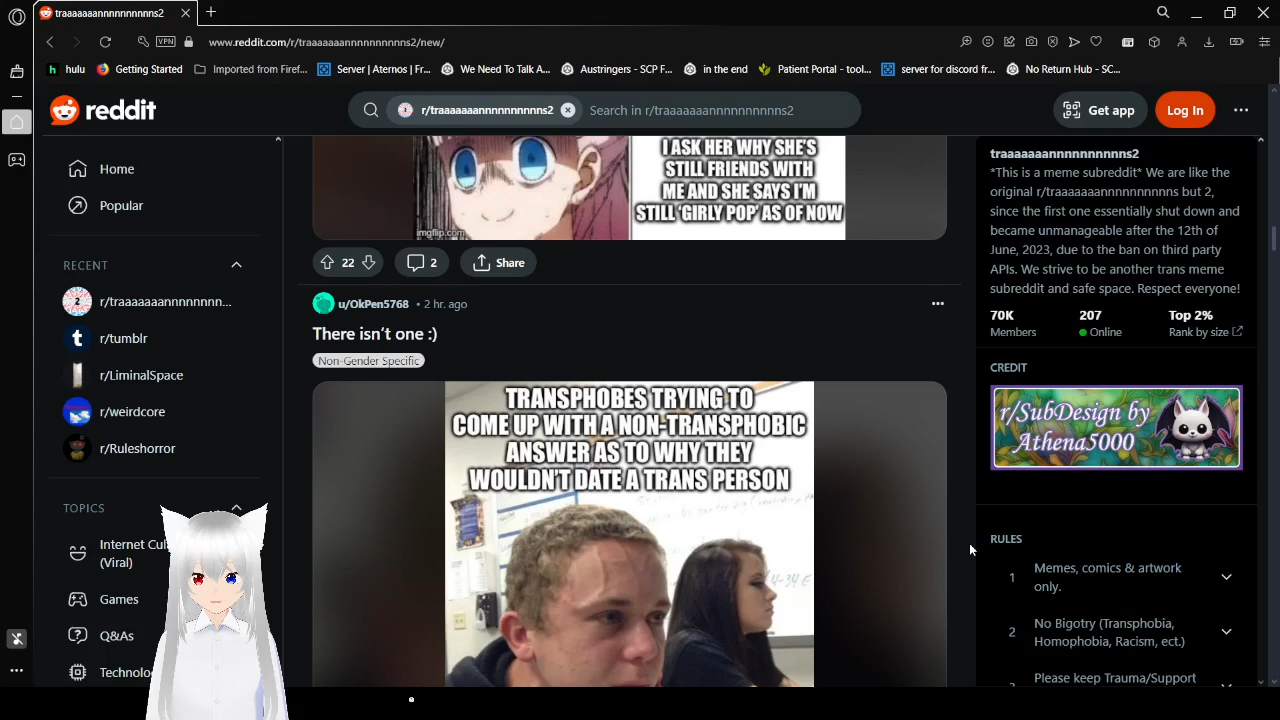 traaaaaaannnnnnnnnns2
www.reddit.com/r/traaaaaaannnnnnnnnns2/new/
VPN
hulu
Getting Started
Imported from Firef...
Server | Aternos | Fr...
We Need To Talk A...
Austringers - SCP F...
in the end
Patient Portal - tool...
server for discord fr...
No Return Hub - SC...
reddit
r/traaaaaaannnnnnnnnns2
Search in r/traaaaaaannnnnnnnnns2
Get app
Log In
Home
Popular
RECENT
r/traaaaaaannnnnnn...
r/tumblr
r/LiminalSpace
r/weirdcore
r/Ruleshorror
TOPICS
Internet Cul
(Viral)
Games
Q&As
Technolo
I ASK HER WHY SHE'S
STILL FRIENDS WITH
ME AND SHE SAYS I'M
STILL 'GIRLY POP' AS OF NOW
imgflip.com
22
2
Share
u/OkPen5768 • 2 hr. ago
There isn't one :)
Non-Gender Specific
TRANSPHOBES TRYING TO
COME UP WITH A NON-TRANSPHOBIC
ANSWER AS TO WHY THEY
WOULDN'T DATE A TRANS PERSON
traaaaaaannnnnnnnnns2
*This is a meme subreddit* We are like the
original r/traaaaaaannnnnnnnnns but 2,
since the first one essentially shut down and
became unmanageable after the 12th of
June, 2023, due to the ban on third party
APIs. We strive to be another trans meme
subreddit and safe space. Respect everyone!
70K
Members
207
Online
Top 2%
Rank by size
CREDIT
r/SubDesign by
Athena5000
RULES
1
Memes, comics & artwork
only.
2
No Bigotry (Transphobia,
Homophobia, Racism, ect.)
Please keep Trauma/Support